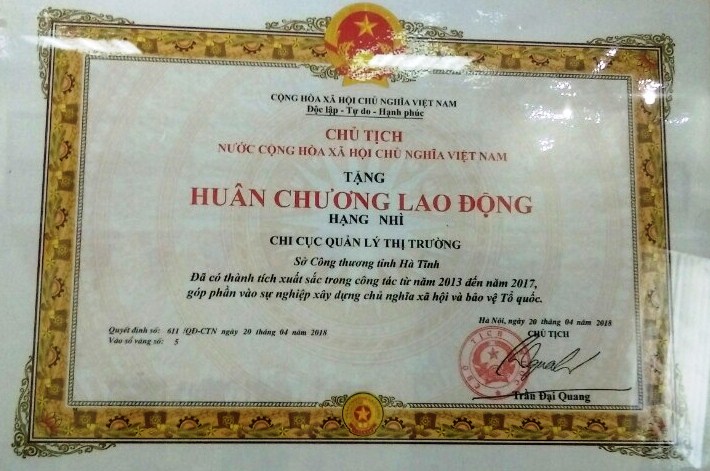 CỘNG HÒA XÃ HỘI CHỦ NGHĨA VIỆT NAM
Độc lập - Tự do - Hạnh phúc
CHỦ TỊCH
NƯỚC CỘNG HÒA XÃ HỘI CHỦ NGHĨA VIỆT NAM
TẶNG
HUÂN CHƯƠNG LAO ĐỘNG
HẠNG NHÌ
CHI CỤC QUẢN LÝ THỊ TRƯỜNG
Sở Công thương tỉnh Hà Tĩnh
Đã có thành tích xuất sắc trong công tác từ năm 2013 đến năm 2017,
góp phần vào sự nghiệp xây dựng chủ nghĩa xã hội và bảo vệ Tổ quốc.
Quyết định số: 611 /QĐ-CTN ngày 20 tháng 04 năm 2018
Vào sổ vàng số: 5
Hà Nội, ngày 20 tháng 04 năm 2018
CHỦ TỊCH
Trần Đại Quang